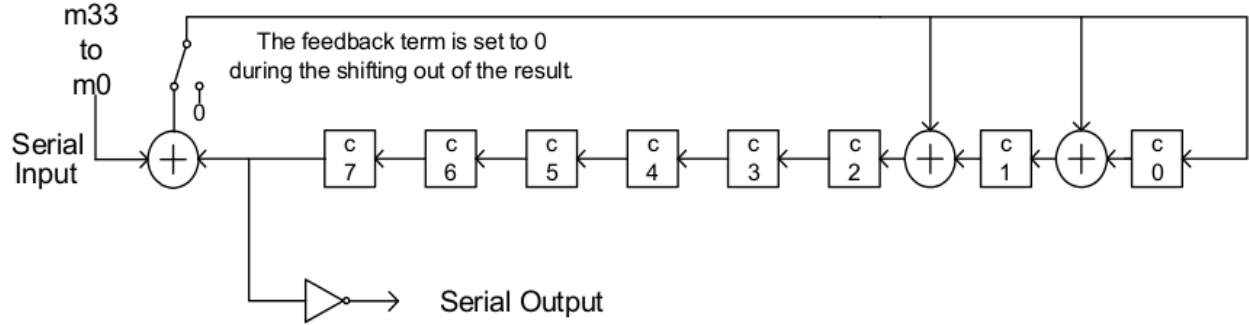 m33
to
m0
The feedback term is set to 0
during the shifting out of the result.
0
Serial
Input
+
c
7
c
6
c
5
c
4
c
3
c
2
+
c
1
+
c
0
Serial Output